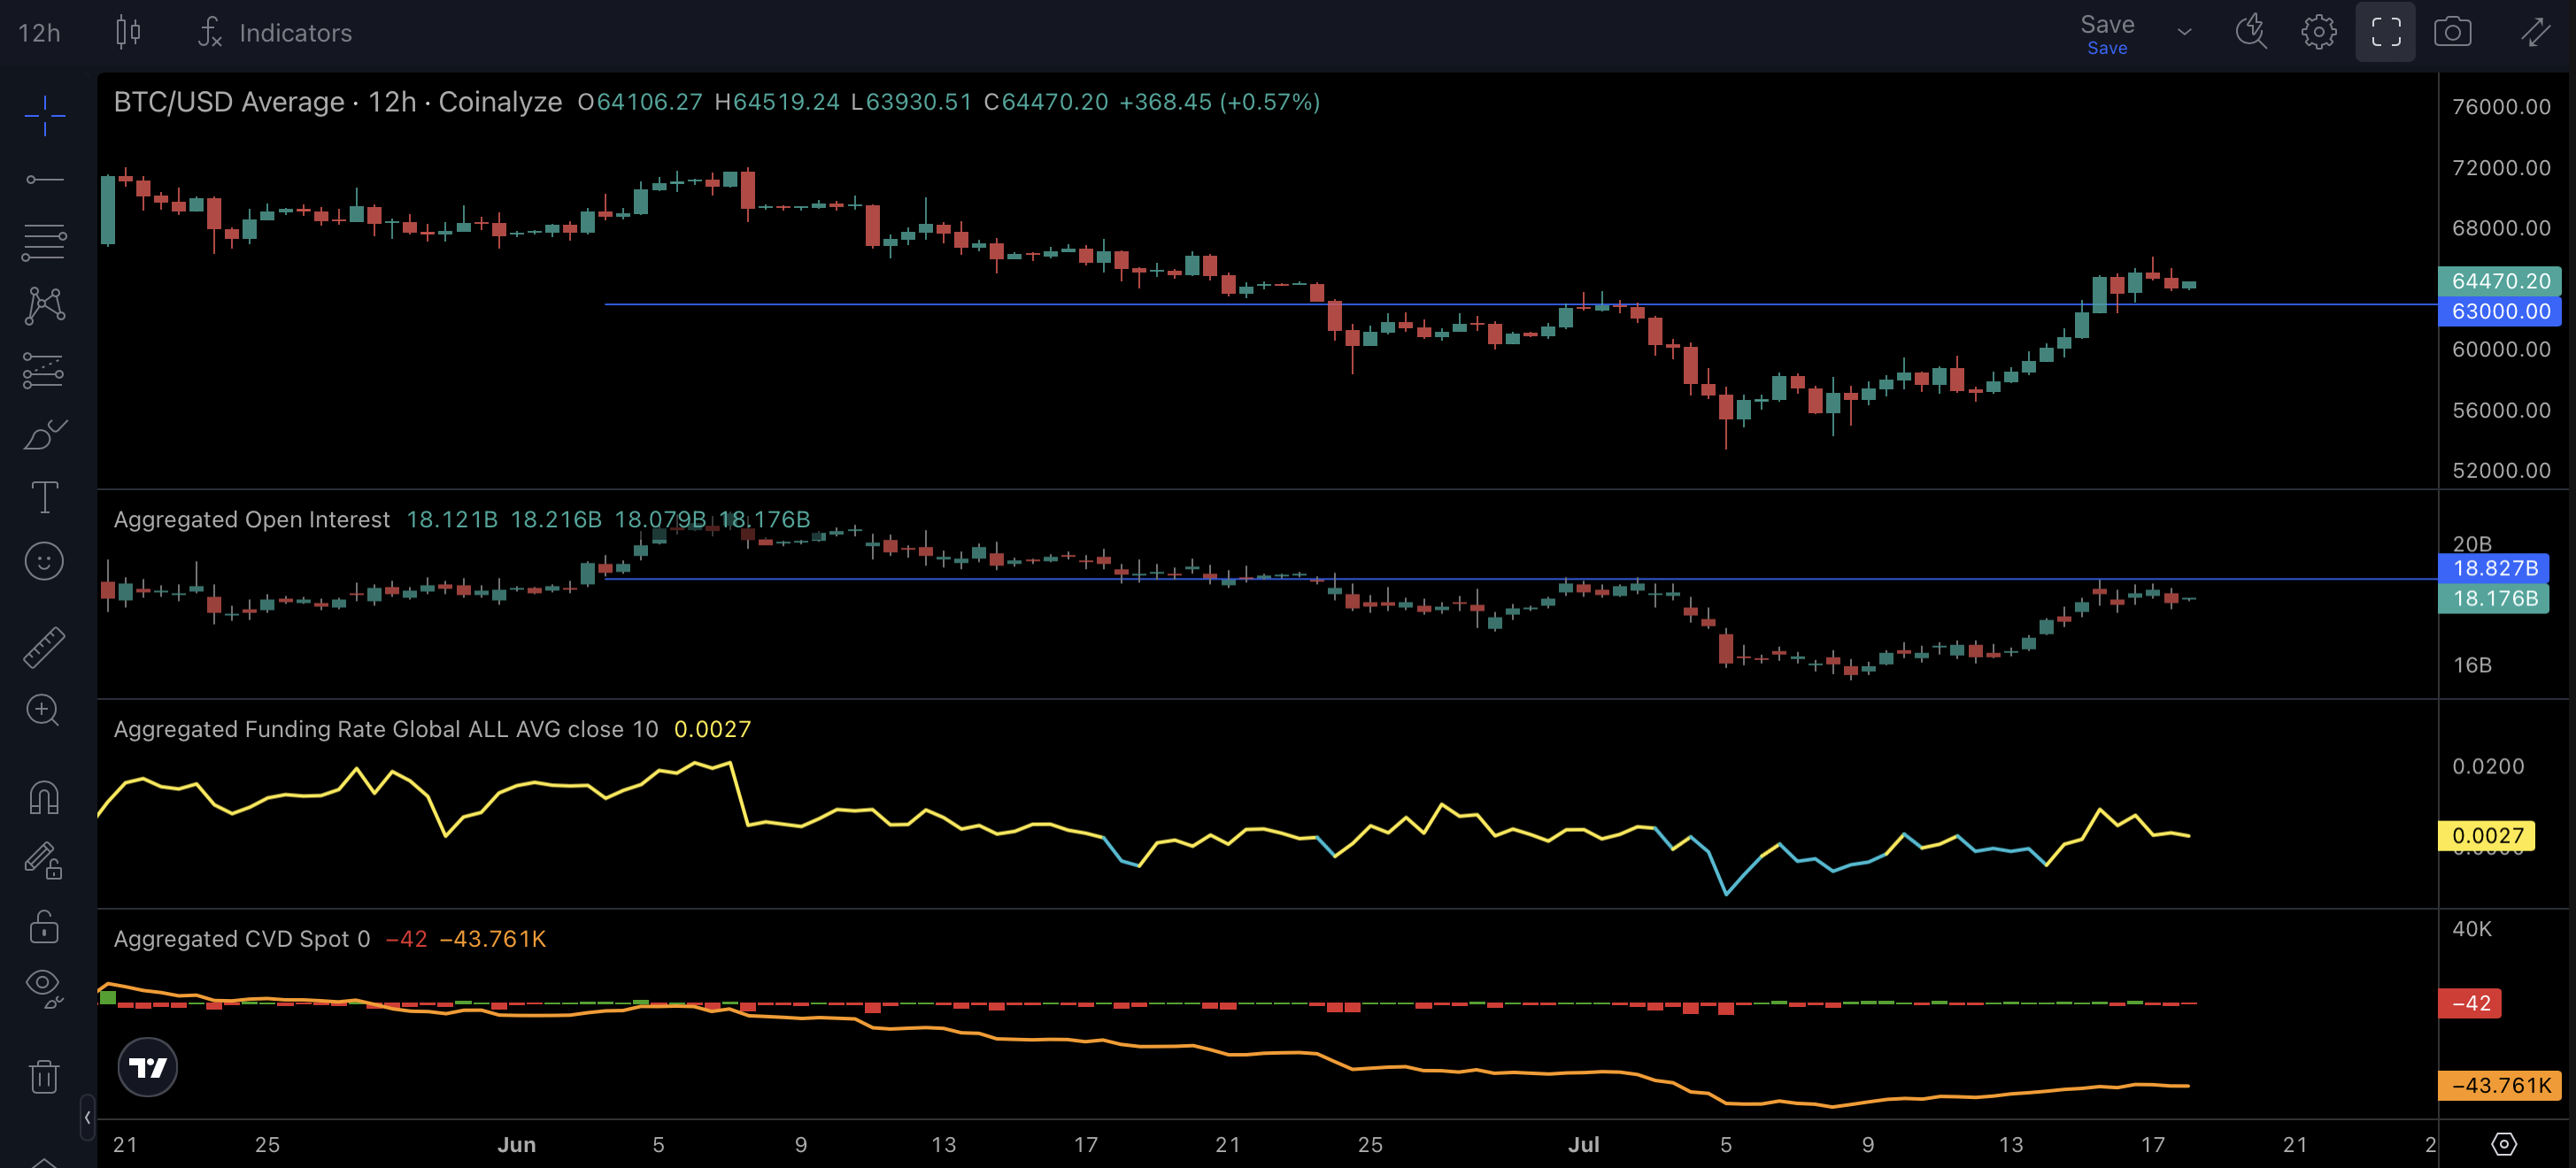 12h Indicators Save
Save
BTC/USD Average · 12h · Coinalyze O64106.27 H64519.24 L63930.51 C64470.20 +368.45 (+0.57%)
76000.00
72000.00
68000.00
64470.20
63000.00
60000.00
56000.00
52000.00
Aggregated Open Interest 18.121B 18.216B 18.079B 18.176B
20B
18.827B
18.176B
16B
Aggregated Funding Rate Global ALL AVG close 10 0.0027
0.0200
0.0027
Aggregated CVD Spot 0 −42 −43.761K
40K
−42
−43.761K
21 25 Jun 5 9 13 17 21 25 Jul 5 9 13 17 21 2